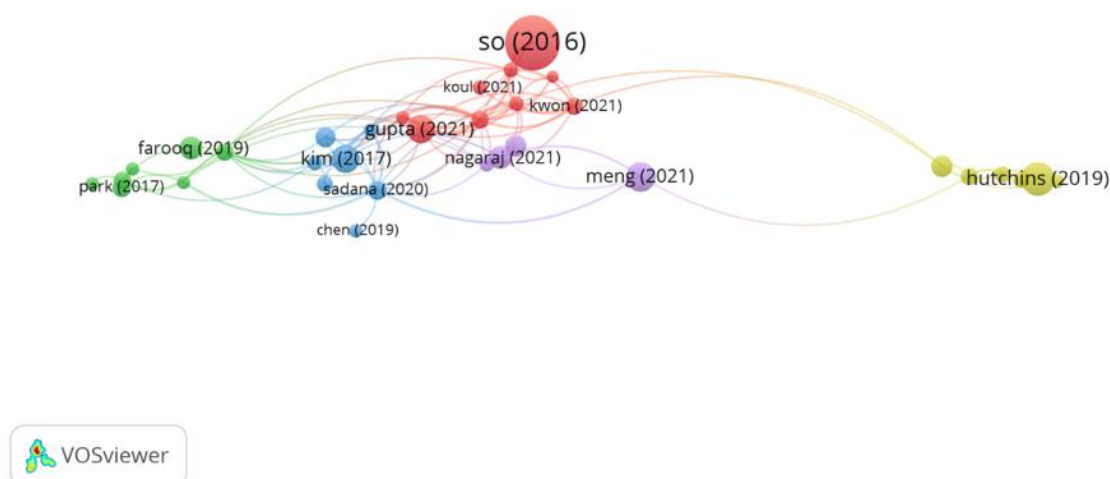 so (2016)
koul (2021)
kwon (2021)
gupta (2021)
farooq (2019)
kim (2017)
nagaraj (2021)
park (2017)
sadana (2020)
meng (2021)
hutchins (2019)
chen (2019)
VOSviewer